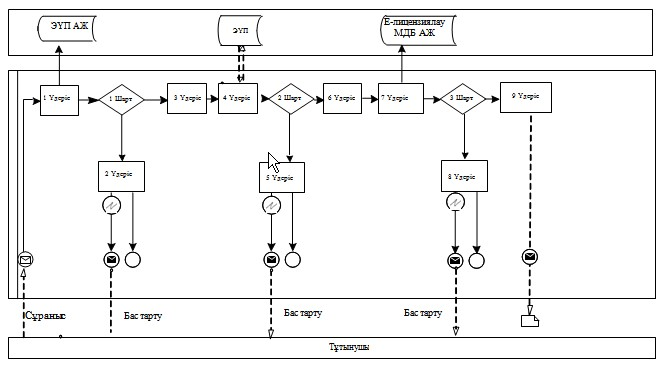 ЭҮП АЖ
ЭҮП
Е-лицензиялау
МДБ АЖ
1 Үдеріс
1 Шарт
3 Үдеріс
4 Үдеріс
2 Шарт
6 Үдеріс
7 Үдеріс
3 Шарт
9 Үдеріс
2 Үдеріс
5 Үдеріс
8 Үдеріс
Сұраныс
Бас тарту
Бас тарту
Бас тарту
Тұтынушы